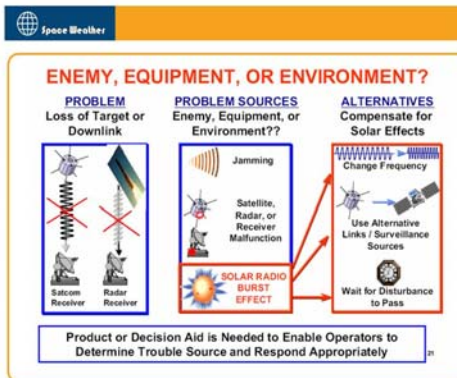 Space Weather
ENEMY, EQUIPMENT, OR ENVIRONMENT?
PROBLEM
Loss of Target or
Downlink
Satcom
Receiver
Radar
Receiver
PROBLEM SOURCES
Enemy, Equipment, or
Environment??
Jamming
Satellite,
Radar, or
Receiver
Malfunction
SOLAR RADIO
BURST
EFFECT
ALTERNATIVES
Compensate for
Solar Effects
Change Frequency
Use Alternative
Links / Surveillance
Sources
Wait for Disturbance
to Pass
Product or Decision Aid is Needed to Enable Operators to
Determine Trouble Source and Respond Appropriately
21